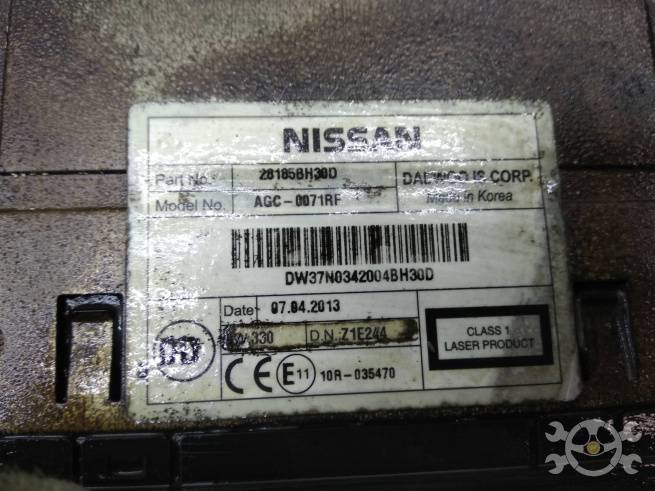 NISSAN
Part No. 28185BH30D DAEWOO IS CORP.
Model No. AGC-0071RF Made in Korea
DW37N0342004BH30D
Date 07.04.2013
330 D.N.:Z1E244
CLASS 1
LASER PRODUCT
CE E 11 10R-035470